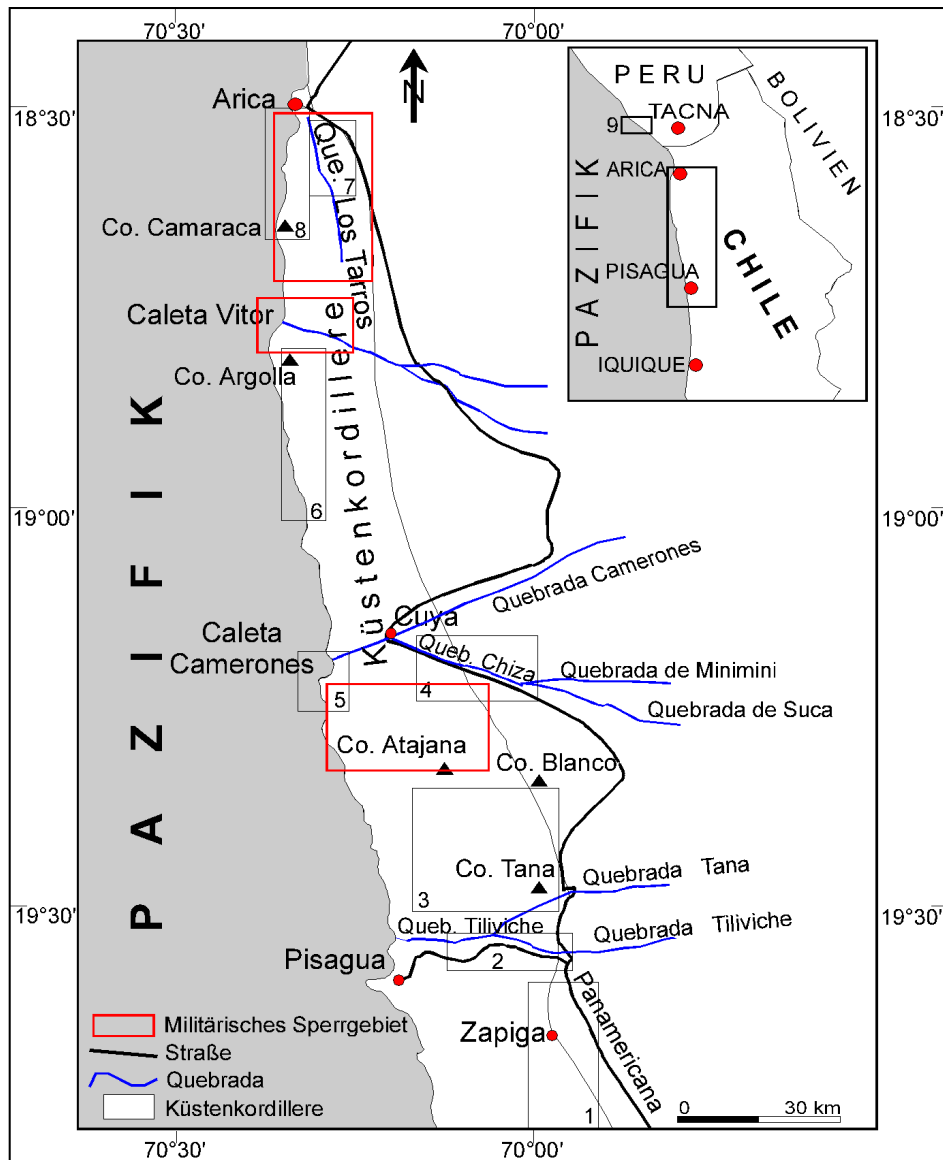 70°30'
70°00'
18°30'
18°30'
N
Arica
Que. Los Tarros
7
8
Co. Camaraca
Caleta Vitor
Co. Argolla
6
PERU
BOLIVIEN
TACNA
9
ARICA
PAZIFIK
CHILE
PISAGUA
IQUIQUE
PAZIFIK
Küstenkordillere
19°00'
19°00'
Quebrada Camerones
Cuya
Caleta
Camerones
Queb. Chiza
Quebrada de Minimini
4
5
Quebrada de Suca
Co. Atajana
Co. Blanco
Co. Tana
3
Quebrada Tana
19°30'
19°30'
Queb. Tiliviche
Quebrada Tiliviche
2
Pisagua
Panamericana
Zapiga
1
Militärisches Sperrgebiet
Straße
Quebrada
Küstenkordillere
0 30 km
70°30'
70°00'